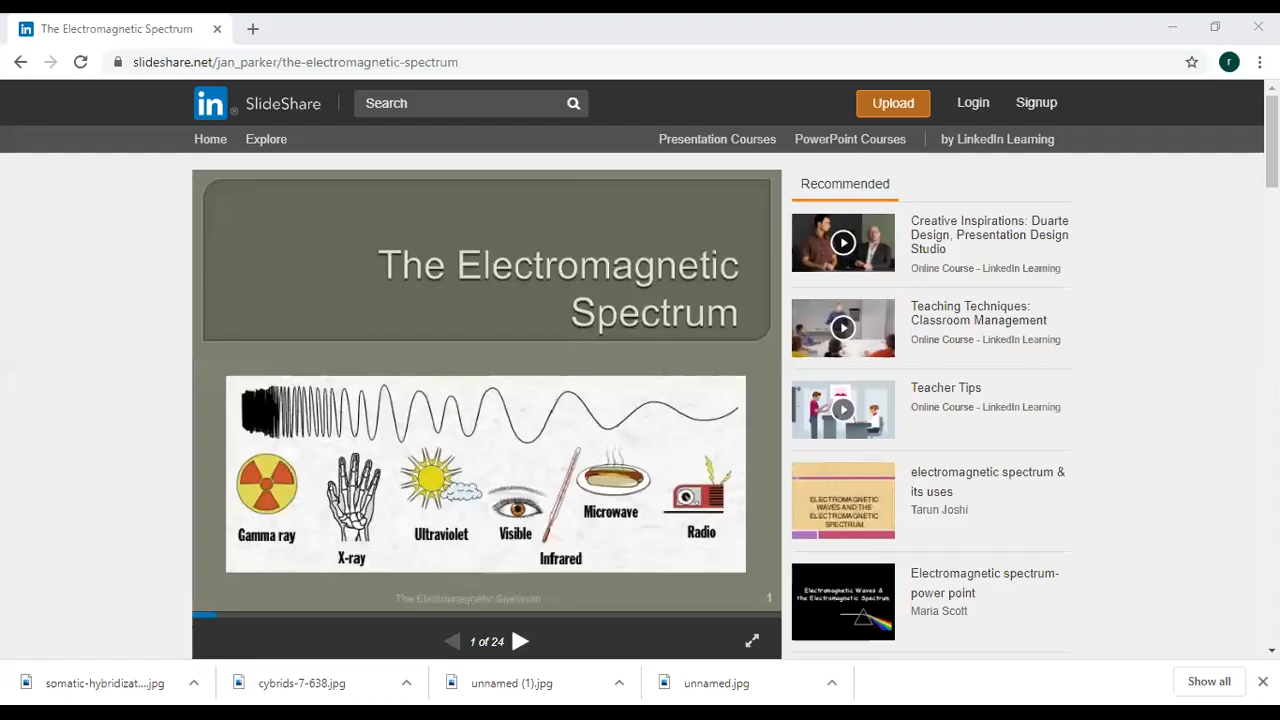 The Electromagnetic Spectrum
slideshare.net/jan_parker/the-electromagnetic-spectrum
r
in
SlideShare
Search
Upload
Login
Signup
Home
Explore
Presentation Courses
PowerPoint Courses
by LinkedIn Learning
The Electromagnetic
Spectrum
Gamma ray
X-ray
Ultraviolet
Visible
Infrared
Microwave
Radio
The Electromagnetic Spectrum
1
1 of 24
Recommended
Creative Inspirations: Duarte
Design, Presentation Design
Studio
Online Course - LinkedIn Learning
Teaching Techniques:
Classroom Management
Online Course - LinkedIn Learning
Teacher Tips
Online Course - LinkedIn Learning
ELECTROMAGNETIC
WAVES AND THE
ELECTROMAGNETIC
SPECTRUM
electromagnetic spectrum &
its uses
Tarun Joshi
Electromagnetic Waves &
the Electromagnetic Spectrum
Electromagnetic spectrum-
power point
Maria Scott
somatic-hybridizat....jpg
cybrids-7-638.jpg
unnamed (1).jpg
unnamed.jpg
Show all